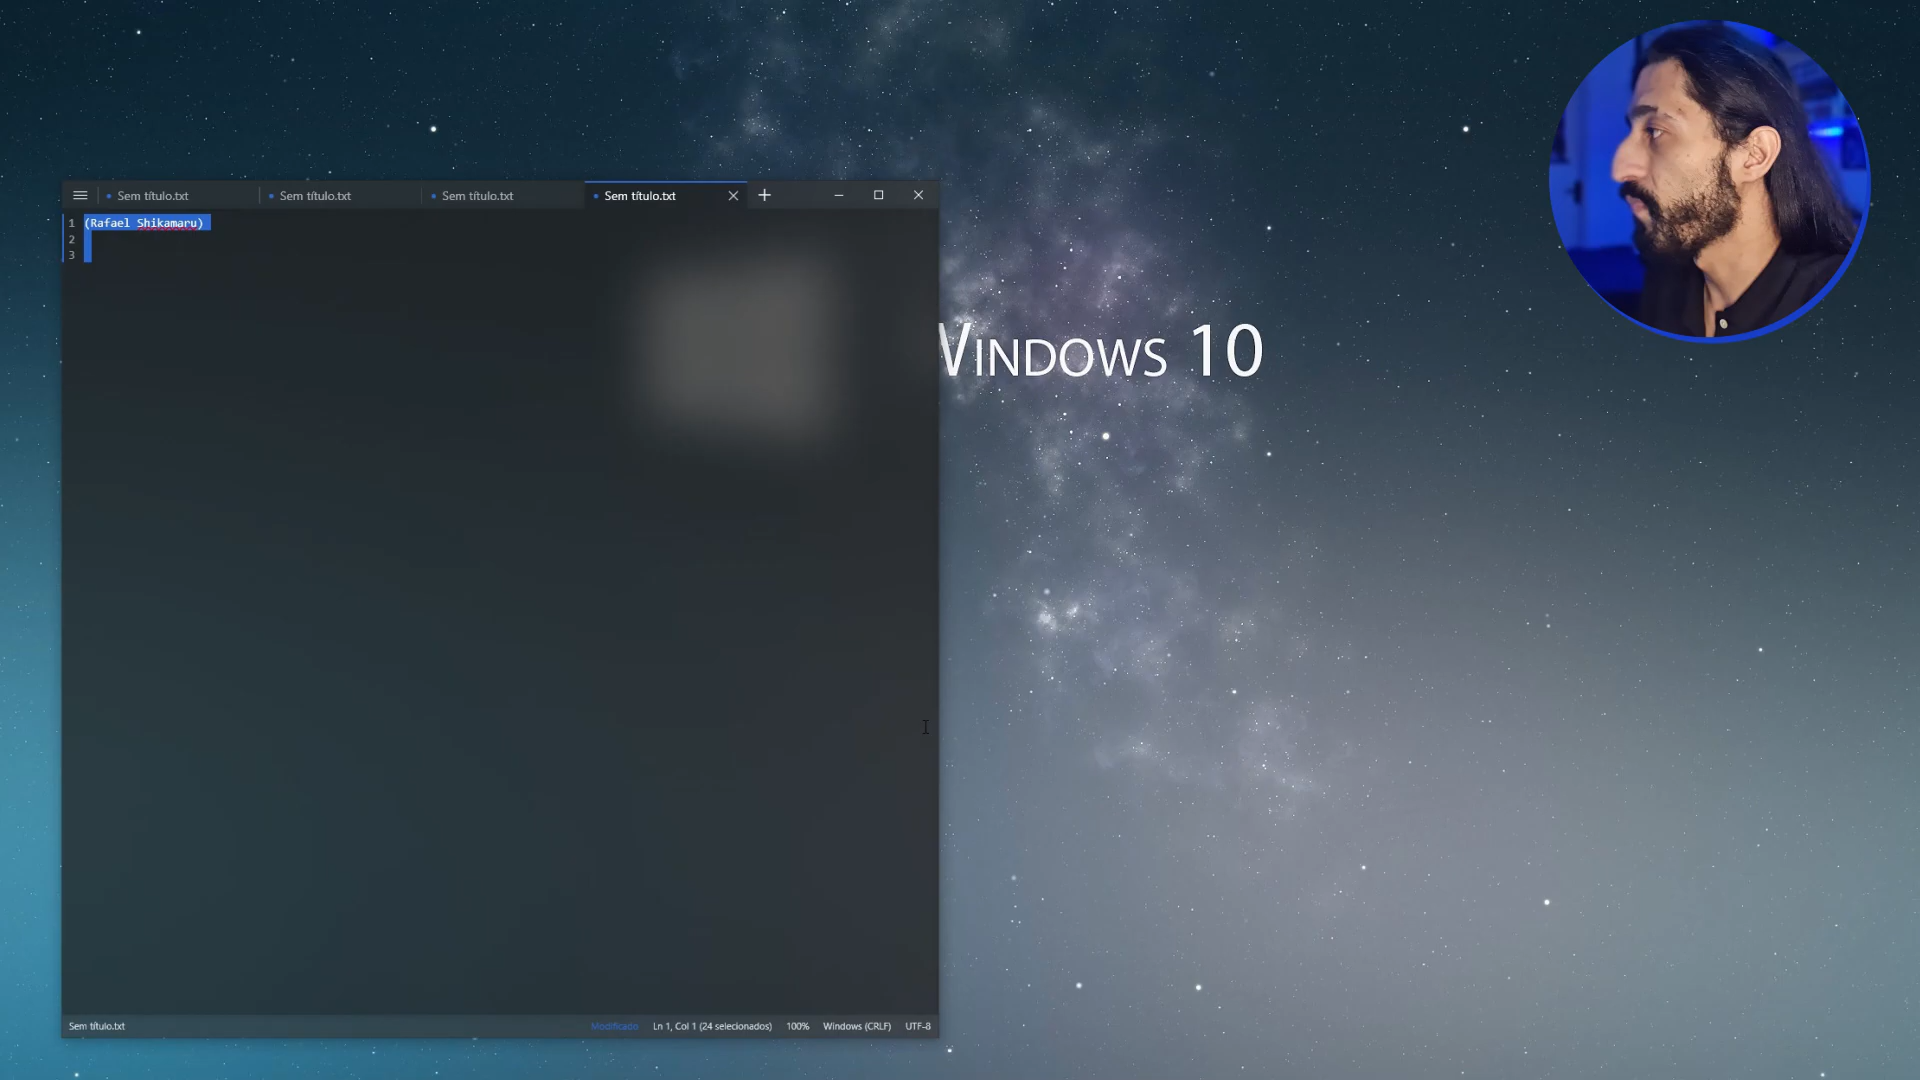 Sem título.txt
Sem título.txt
Sem título.txt
Sem título.txt
1 (Rafael Shikamaru)
2
3
Windows 10
Sem título.txt
Modificado
Ln 1, Col 1 (24 selecionados)
100%
Windows (CRLF)
UTF-8